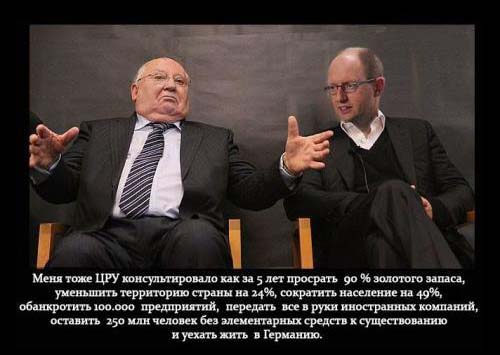 Меня тоже ЦРУ консультировало как за 5 лет просрать 90 % золотого запаса,
уменьшить территорию страны на 24%, сократить население на 49%,
обанкротить 100.000 предприятий, передать все в руки иностранных компаний,
оставить 250 млн человек без элементарных средств к существованию
и уехать жить в Германию.